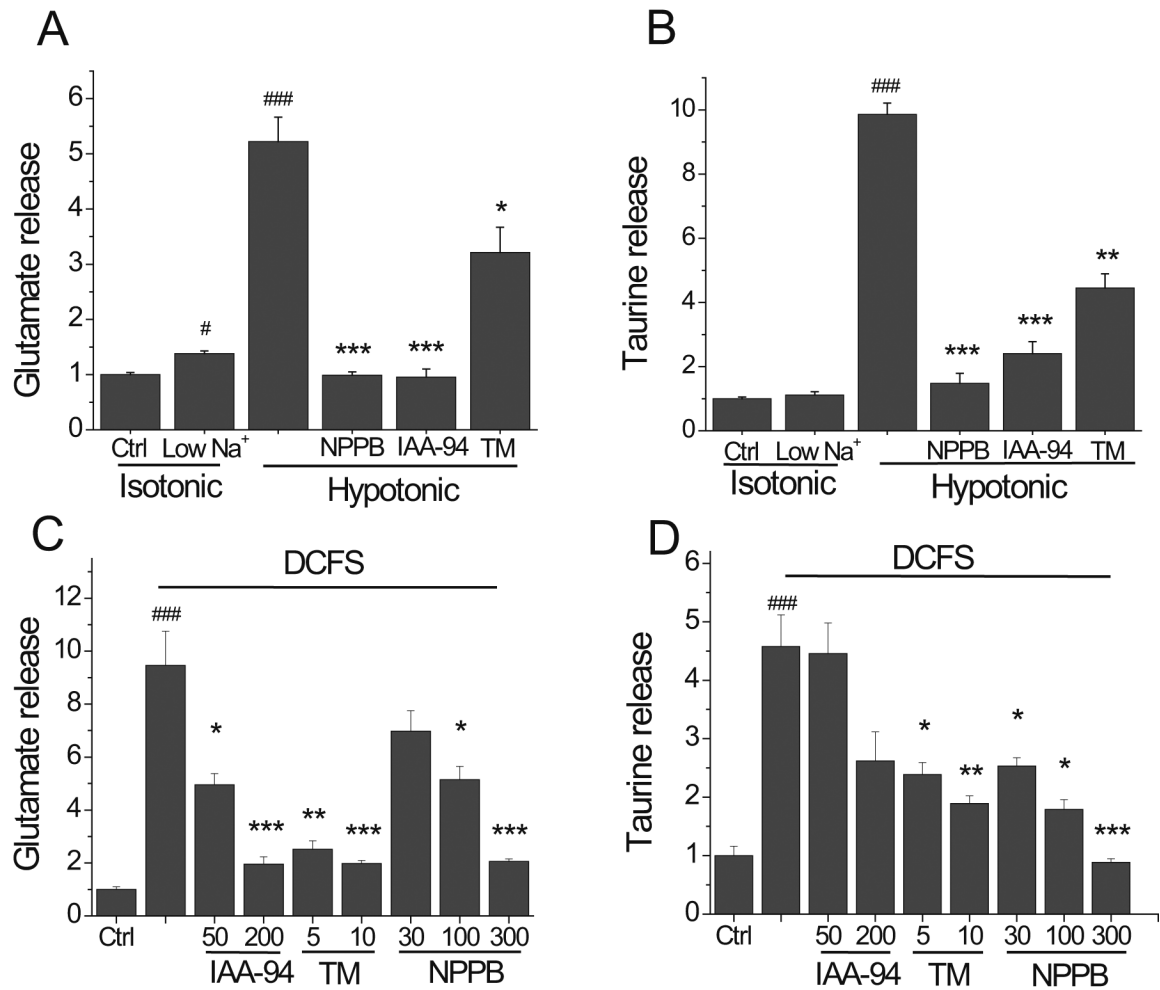 A
Glutamate release
6
5
4
3
2
1
0
###
#
***
***
*
Ctrl Low Na⁺ NPPB IAA-94 TM
Isotonic Hypotonic
B
Taurine release
10
8
6
4
2
0
###
***
***
**
Ctrl Low Na⁺ NPPB IAA-94 TM
Isotonic Hypotonic
C
DCFS
Glutamate release
12
10
8
6
4
2
0
###
*
***
**
***
*
***
Ctrl 50 200 5 10 30 100 300
IAA-94 TM NPPB
D
DCFS
Taurine release
6
5
4
3
2
1
0
###
*
**
*
*
***
Ctrl 50 200 5 10 30 100 300
IAA-94 TM NPPB